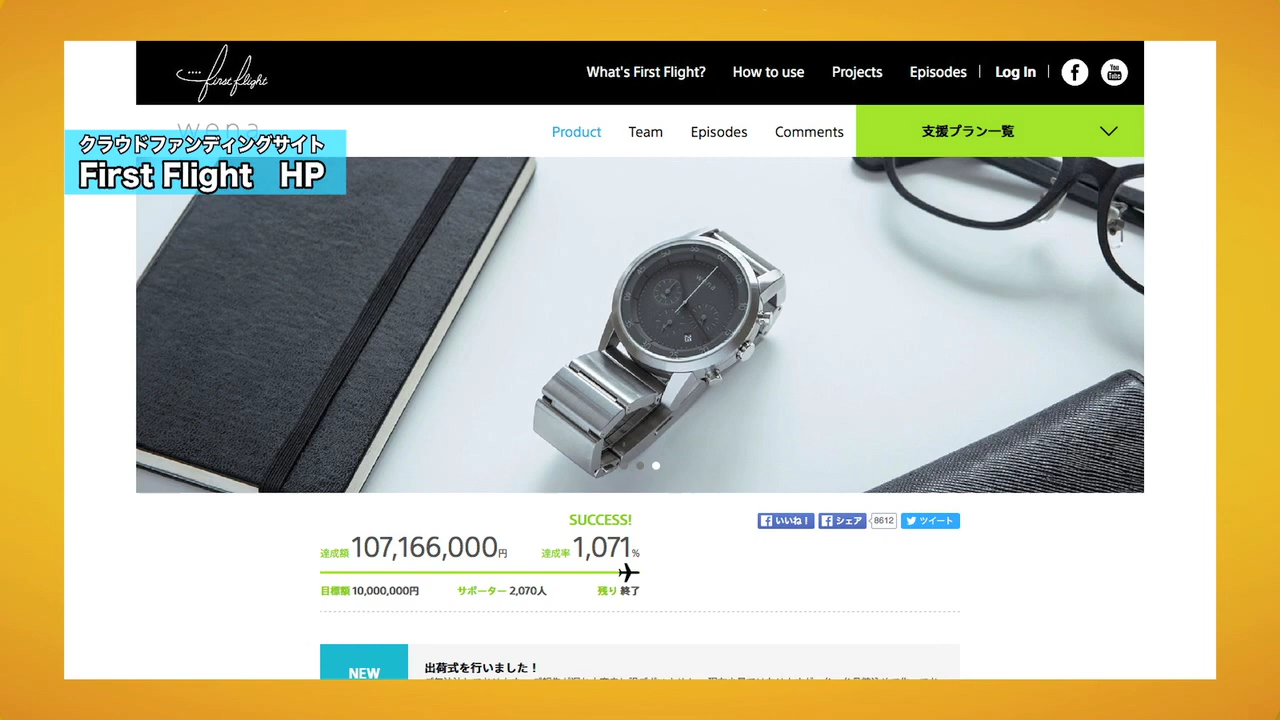 First Flight
What's First Flight? How to use Projects Episodes Log In
You Tube
wena
クラウドファンディングサイト
First Flight HP
Product Team Episodes Comments 支援プラン一覧
wena
SUCCESS!
いいね! シェア 8612 ツイート
達成額 107,166,000円 達成率 1,071%
目標額 10,000,000円 サポーター 2,070人 残り 終了
NEW 出荷式を行いました!